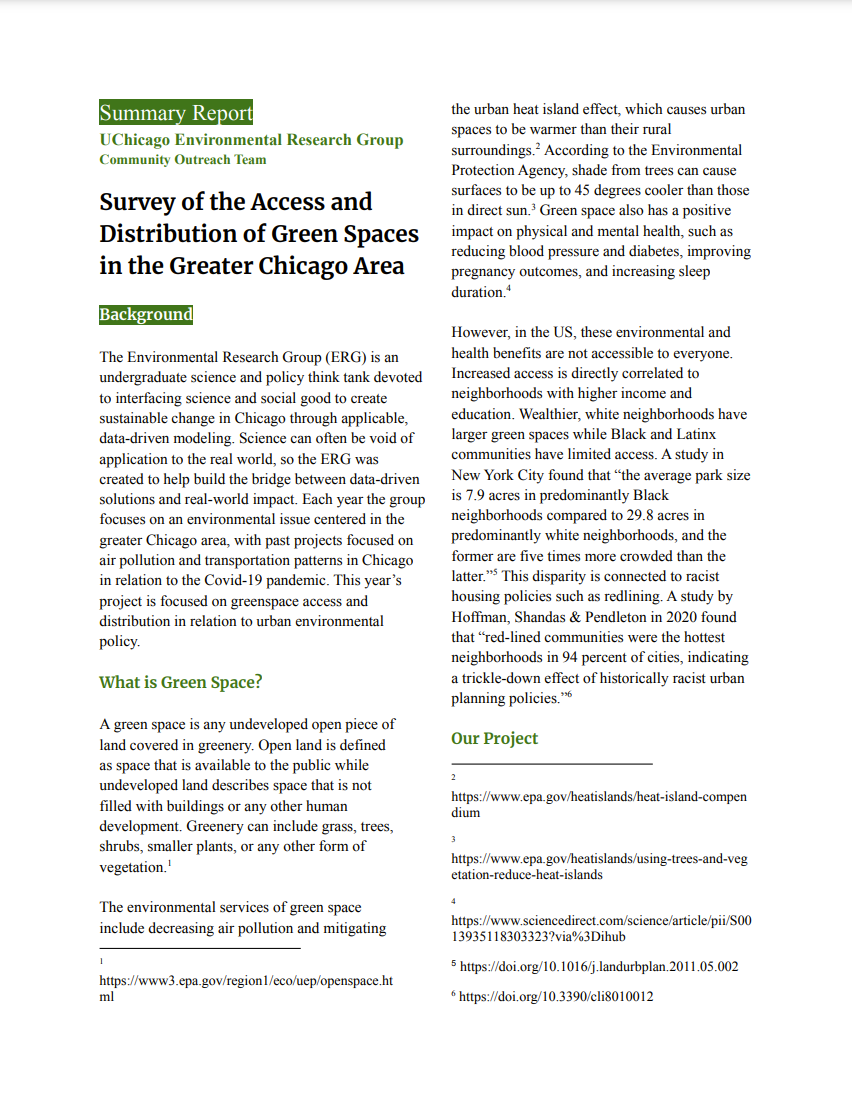 Summary Report
UChicago Environmental Research Group
Community Outreach Team
Survey of the Access and
Distribution of Green Spaces
in the Greater Chicago Area
Background
The Environmental Research Group (ERG) is an
undergraduate science and policy think tank devoted
to interfacing science and social good to create
sustainable change in Chicago through applicable,
data-driven modeling. Science can often be void of
application to the real world, so the ERG was
created to help build the bridge between data-driven
solutions and real-world impact. Each year the group
focuses on an environmental issue centered in the
greater Chicago area, with past projects focused on
air pollution and transportation patterns in Chicago
in relation to the Covid-19 pandemic. This year’s
project is focused on greenspace access and
distribution in relation to urban environmental
policy.
What is Green Space?
A green space is any undeveloped open piece of
land covered in greenery. Open land is defined
as space that is available to the public while
undeveloped land describes space that is not
filled with buildings or any other human
development. Greenery can include grass, trees,
shrubs, smaller plants, or any other form of
vegetation.¹
The environmental services of green space
include decreasing air pollution and mitigating
1
https://www3.epa.gov/region1/eco/uep/openspace.ht
ml
the urban heat island effect, which causes urban
spaces to be warmer than their rural
surroundings.² According to the Environmental
Protection Agency, shade from trees can cause
surfaces to be up to 45 degrees cooler than those
in direct sun.³ Green space also has a positive
impact on physical and mental health, such as
reducing blood pressure and diabetes, improving
pregnancy outcomes, and increasing sleep
duration.⁴
However, in the US, these environmental and
health benefits are not accessible to everyone.
Increased access is directly correlated to
neighborhoods with higher income and
education. Wealthier, white neighborhoods have
larger green spaces while Black and Latinx
communities have limited access. A study in
New York City found that “the average park size
is 7.9 acres in predominantly Black
neighborhoods compared to 29.8 acres in
predominantly white neighborhoods, and the
former are five times more crowded than the
latter.”⁵ This disparity is connected to racist
housing policies such as redlining. A study by
Hoffman, Shandas & Pendleton in 2020 found
that “red-lined communities were the hottest
neighborhoods in 94 percent of cities, indicating
a trickle-down effect of historically racist urban
planning policies.”⁶
Our Project
2
https://www.epa.gov/heatislands/heat-island-compen
dium
3
https://www.epa.gov/heatislands/using-trees-and-veg
etation-reduce-heat-islands
4
https://www.sciencedirect.com/science/article/pii/S00
13935118303323?via%3Dihub
⁵ https://doi.org/10.1016/j.landurbplan.2011.05.002
⁶ https://doi.org/10.3390/cli8010012